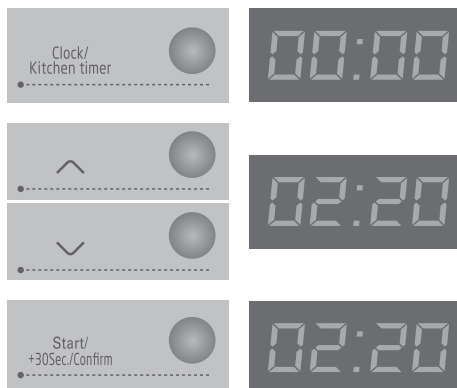 Clock/
Kitchen timer
00:00
02:20
Start/
+30Sec./Confirm
02:20